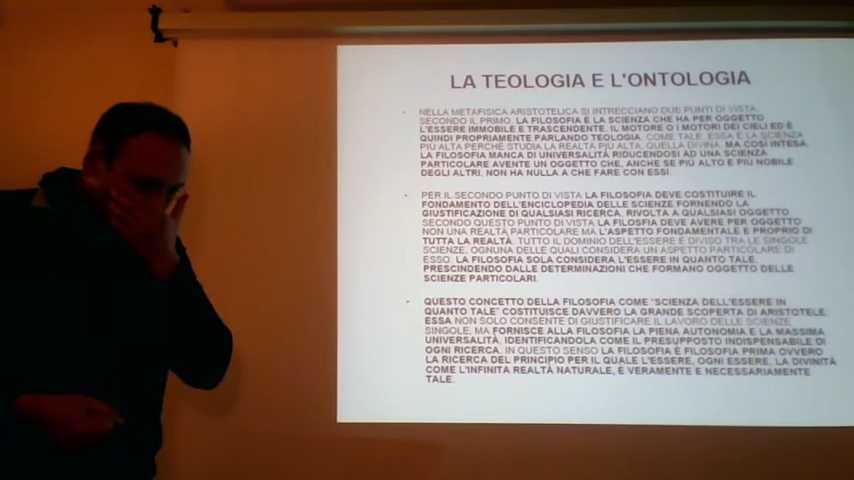 LA TEOLOGIA E L'ONTOLOGIA
NELLA METAFISICA ARISTOTELICA SI INTRECCIANO DUE PUNTI DI VISTA.
SECONDO IL PRIMO, LA FILOSOFIA È LA SCIENZA CHE HA PER OGGETTO
L'ESSERE IMMOBILE E TRASCENDENTE, IL MOTORE O I MOTORI DEI CIELI ED È
QUINDI PROPRIAMENTE PARLANDO TEOLOGIA. COME TALE, ESSA È LA SCIENZA
PIÙ ALTA PERCHÉ STUDIA LA REALTÀ PIÙ ALTA, QUELLA DIVINA. MA COSÌ INTESA,
LA FILOSOFIA MANCA DI UNIVERSALITÀ RIDUCENDOSI AD UNA SCIENZA
PARTICOLARE AVENTE UN OGGETTO CHE, ANCHE SE PIÙ ALTO E PIÙ NOBILE
DEGLI ALTRI, NON HA NULLA A CHE FARE CON ESSI.
PER IL SECONDO PUNTO DI VISTA LA FILOSOFIA DEVE COSTITUIRE IL
FONDAMENTO DELL'ENCICLOPEDIA DELLE SCIENZE FORNENDO LA
GIUSTIFICAZIONE DI QUALSIASI RICERCA, RIVOLTA A QUALSIASI OGGETTO.
SECONDO QUESTO PUNTO DI VISTA LA FILOSOFIA DEVE AVERE PER OGGETTO
NON UNA REALTÀ PARTICOLARE MA L'ASPETTO FONDAMENTALE E PROPRIO DI
TUTTA LA REALTÀ. TUTTO IL DOMINIO DELL'ESSERE È DIVISO TRA LE SINGOLE
SCIENZE, OGNUNA DELLE QUALI CONSIDERA UN ASPETTO PARTICOLARE DI
ESSO. LA FILOSOFIA SOLA CONSIDERA L'ESSERE IN QUANTO TALE,
PRESCINDENDO DALLE DETERMINAZIONI CHE FORMANO OGGETTO DELLE
SCIENZE PARTICOLARI.
QUESTO CONCETTO DELLA FILOSOFIA COME "SCIENZA DELL'ESSERE IN
QUANTO TALE" COSTITUISCE DAVVERO LA GRANDE SCOPERTA DI ARISTOTELE.
ESSA NON SOLO CONSENTE DI GIUSTIFICARE IL LAVORO DELLE SCIENZE
SINGOLE, MA FORNISCE ALLA FILOSOFIA LA PIENA AUTONOMIA E LA MASSIMA
UNIVERSALITÀ, IDENTIFICANDOLA COME IL PRESUPPOSTO INDISPENSABILE DI
OGNI RICERCA. IN QUESTO SENSO LA FILOSOFIA È FILOSOFIA PRIMA OVVERO
LA RICERCA DEL PRINCIPIO PER IL QUALE L'ESSERE, OGNI ESSERE, LA DIVINITÀ
COME L'INFINITA REALTÀ NATURALE, È VERAMENTE E NECESSARIAMENTE
TALE.